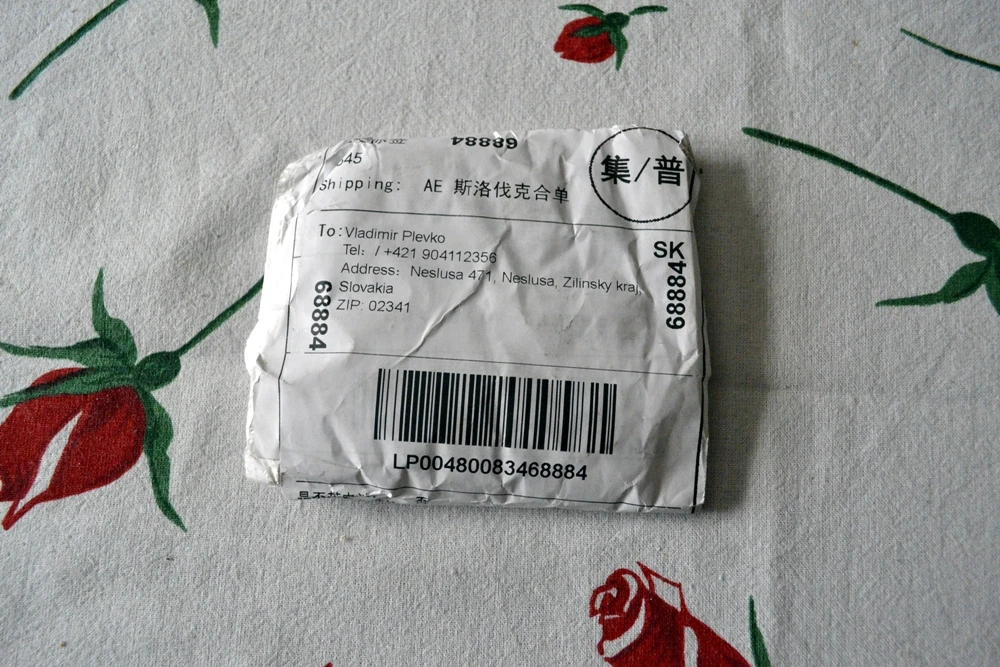 68884
645
Shipping: AE 斯洛伐克合单
集/普
To: Vladimir Plevko
Tel: / +421 904112356
Address: Neslusa 471, Neslusa, Zilinsky kraj,
Slovakia
ZIP: 02341
SK
68884
68884
LP00480083468884